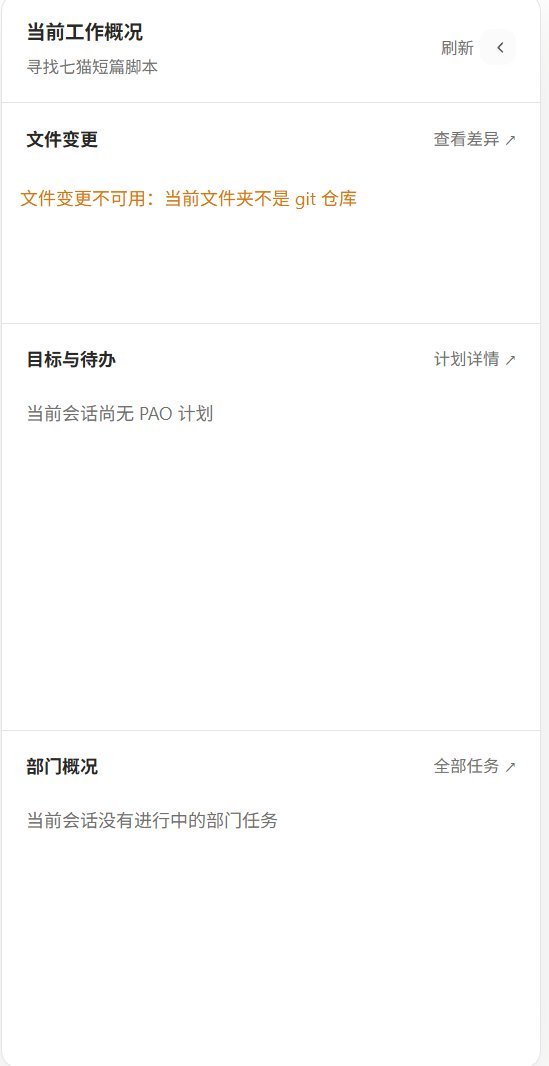 当前工作概况
刷新
寻找七猫短篇脚本
文件变更
查看差异 ↗
文件变更不可用：当前文件夹不是 git 仓库
目标与待办
计划详情 ↗
当前会话尚无 PAO 计划
部门概况
全部任务 ↗
当前会话没有进行中的部门任务